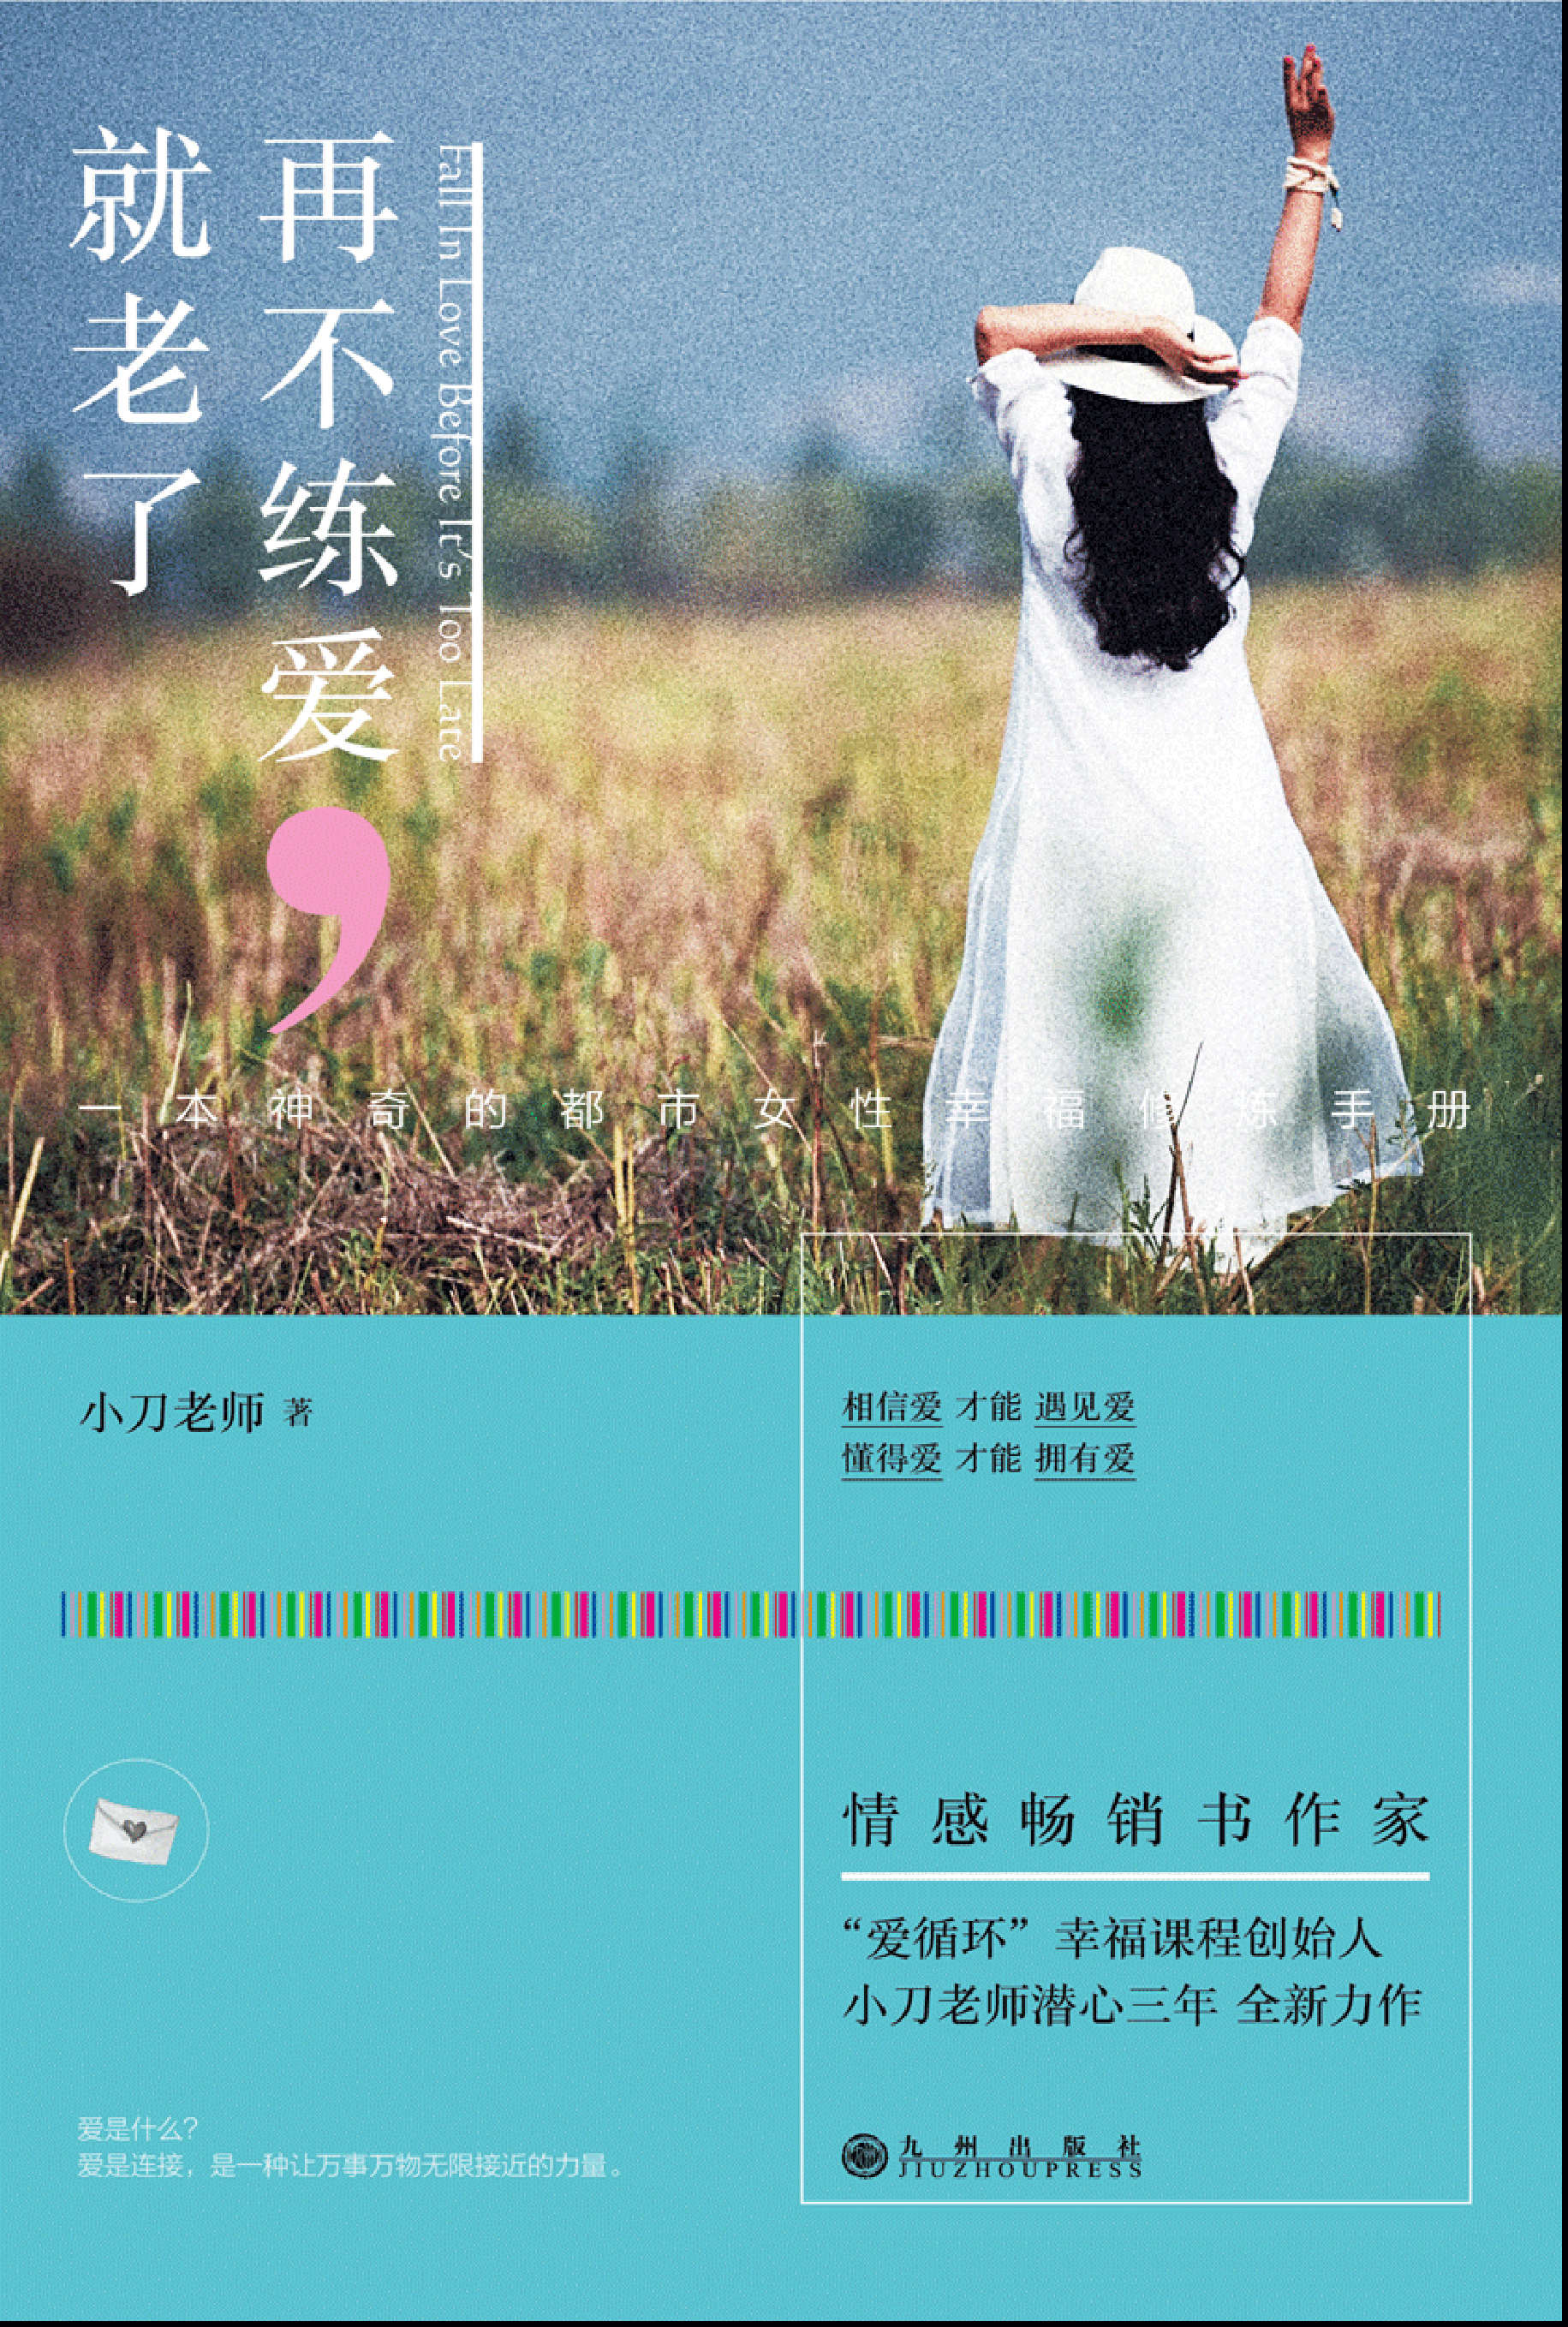 再不练爱，
就老了
Fall In Love Before It's Too Late
一本神奇的都市女性幸福修炼手册
小刀老师 著
相信爱 才能 遇见爱
懂得爱 才能 拥有爱
情感畅销书作家
“爱循环”幸福课程创始人
小刀老师潜心三年 全新力作
爱是什么？
爱是连接，是一种让万事万物无限接近的力量。
九州出版社
JIUZHOUPRESS